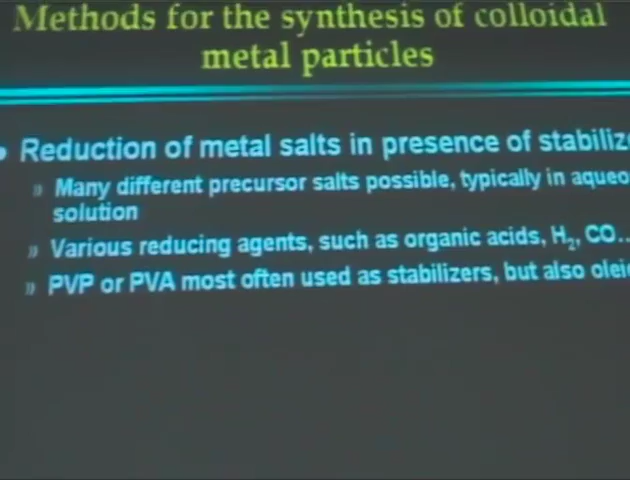 Methods for the synthesis of colloidal
metal particles
• Reduction of metal salts in presence of stabiliz
» Many different precursor salts possible, typically in aqueo
solution
» Various reducing agents, such as organic acids, H₂, CO..
» PVP or PVA most often used as stabilizers, but also olei